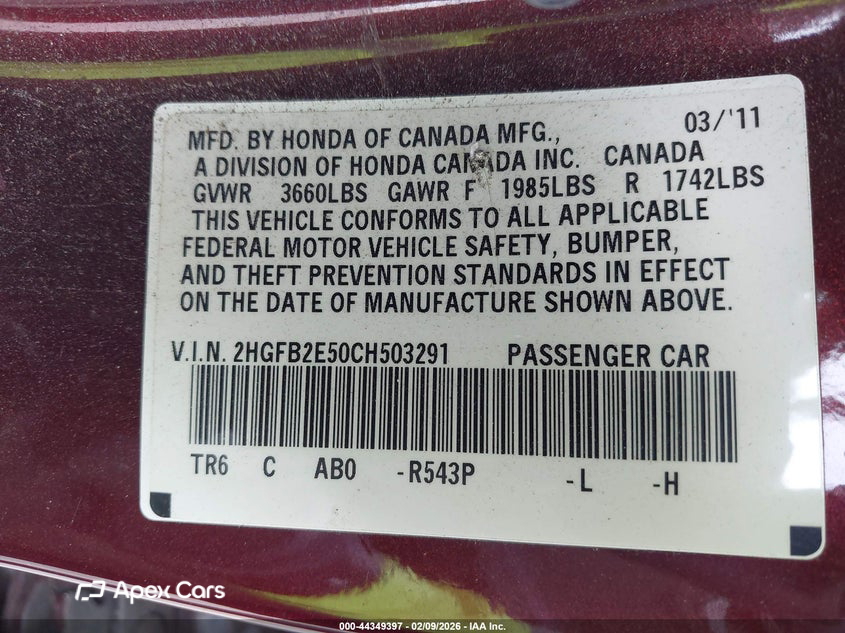 03/'11
MFD. BY HONDA OF CANADA MFG.,
A DIVISION OF HONDA CANADA INC. CANADA
GVWR 3660LBS GAWR F 1985LBS R 1742LBS
THIS VEHICLE CONFORMS TO ALL APPLICABLE
FEDERAL MOTOR VEHICLE SAFETY, BUMPER,
AND THEFT PREVENTION STANDARDS IN EFFECT
ON THE DATE OF MANUFACTURE SHOWN ABOVE.
V.I.N. 2HGFB2E50CH503291 PASSENGER CAR
TR6 C AB0 -R543P -L -H
Apex Cars
000-44349397 - 02/09/2026 - IAA Inc.